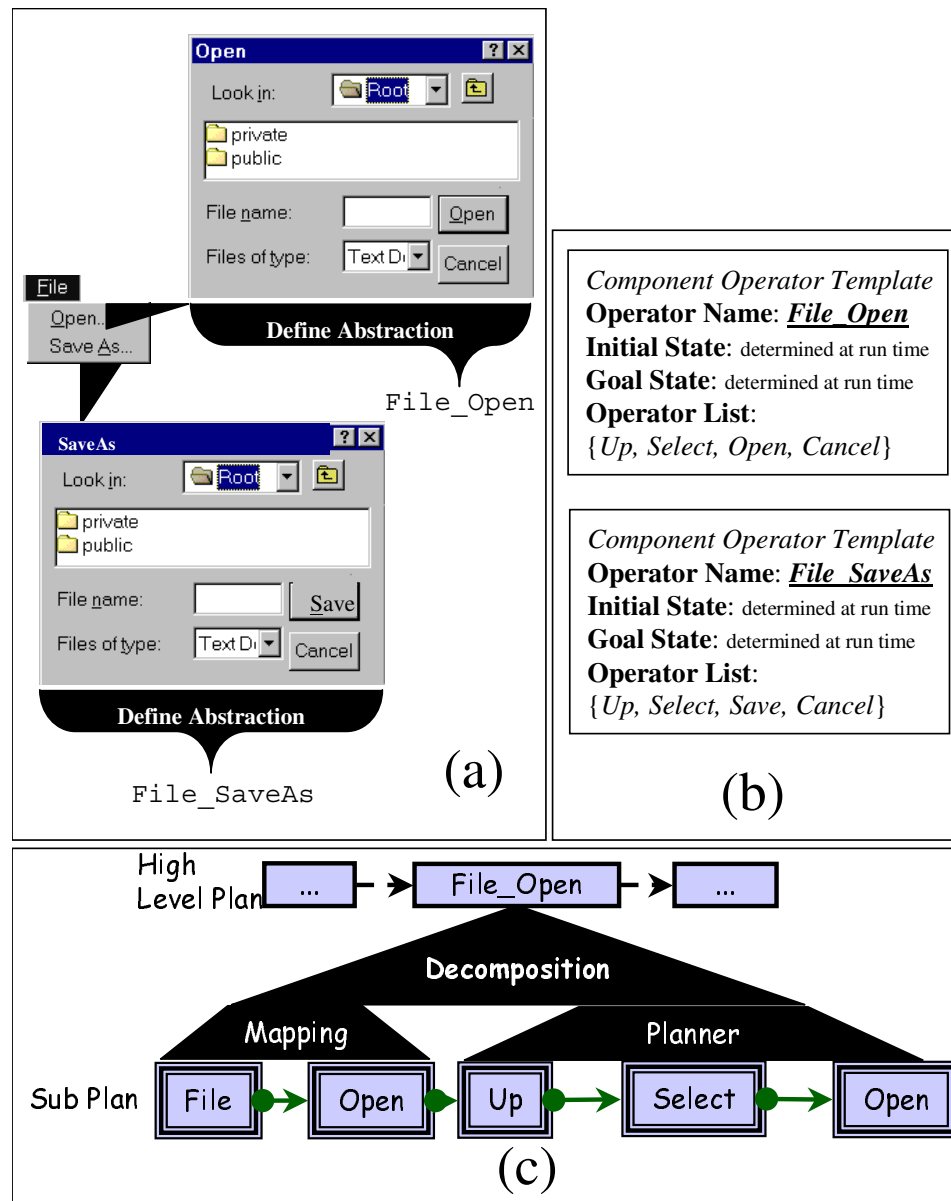 Open
Look in:
Root
private
public
File name:
Open
Files of type:
Text D
Cancel
File
Open...
Save As...
Define Abstraction
File_Open
SaveAs
Look in:
Root
private
public
File name:
Save
Files of type:
Text D
Cancel
Define Abstraction
File_SaveAs
(a)
Component Operator Template
Operator Name: File_Open
Initial State: determined at run time
Goal State: determined at run time
Operator List:
{Up, Select, Open, Cancel}
Component Operator Template
Operator Name: File_SaveAs
Initial State: determined at run time
Goal State: determined at run time
Operator List:
{Up, Select, Save, Cancel}
(b)
High
Level Plan
...
File_Open
...
Decomposition
Mapping
Planner
Sub Plan
File
Open
Up
Select
Open
(c)